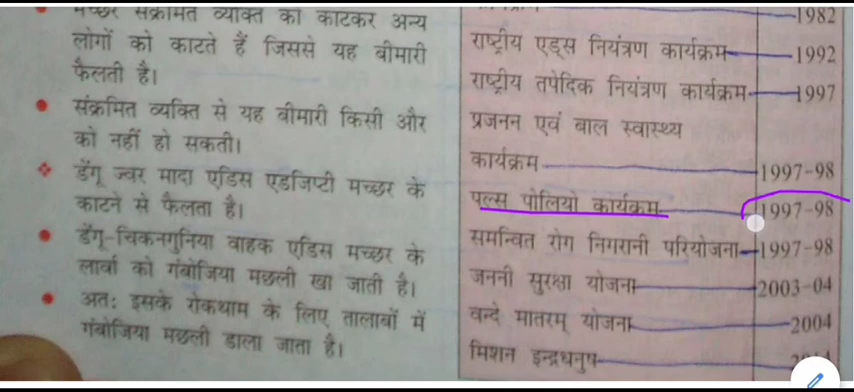 मच्छर संक्रमित व्यक्ति को काटकर अन्य
लोगों को काटते हैं जिससे यह बीमारी
फैलती है।
संक्रमित व्यक्ति से यह बीमारी किसी और
को नहीं हो सकती।
डेंगू ज्वर मादा एडिस एडजिप्टी मच्छर के
काटने से फैलता है।
डेंगू-चिकनगुनिया वाहक एडिस मच्छर के
लार्वा को गंबोजिया मछली खा जाती है।
अतः इसके रोकथाम के लिए तालाबों में
गंबोजिया मछली डाला जाता है।
1982
राष्ट्रीय एड्स नियंत्रण कार्यक्रम 1992
राष्ट्रीय तपेदिक नियंत्रण कार्यक्रम 1997
प्रजनन एवं बाल स्वास्थ्य
कार्यक्रम 1997-98
पल्स पोलियो कार्यक्रम 1997-98
समन्वित रोग निगरानी परियोजना 1997-98
जननी सुरक्षा योजना 2003-04
वन्दे मातरम् योजना 2004
मिशन इन्द्रधनुष